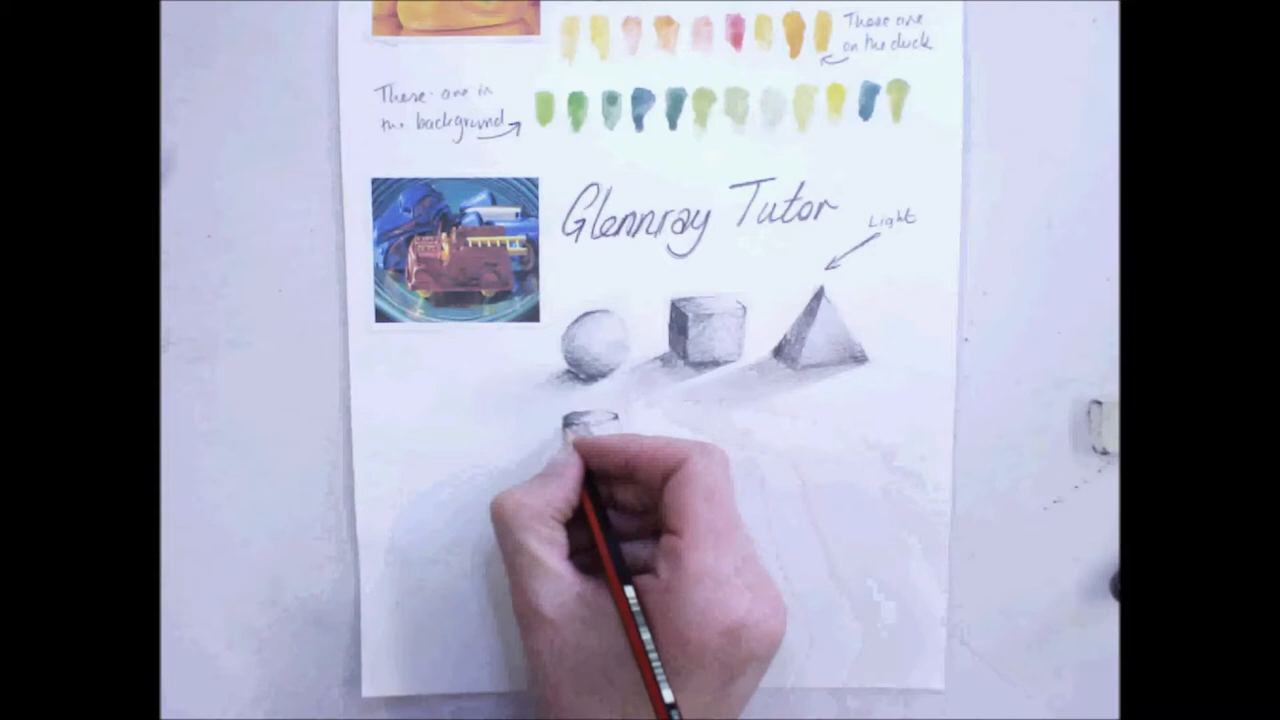 These are
on the duck
These are in
the background
Glennray Tutor
Light